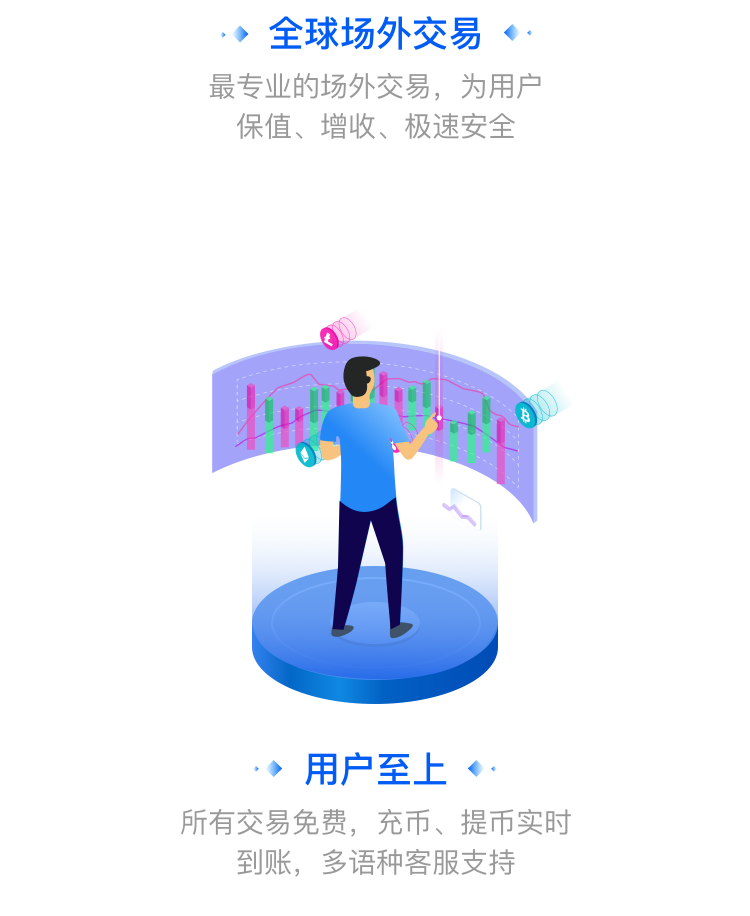 全球场外交易
最专业的场外交易，为用户
保值、增收、极速安全
用户至上
所有交易免费，充币、提币实时
到账，多语种客服支持